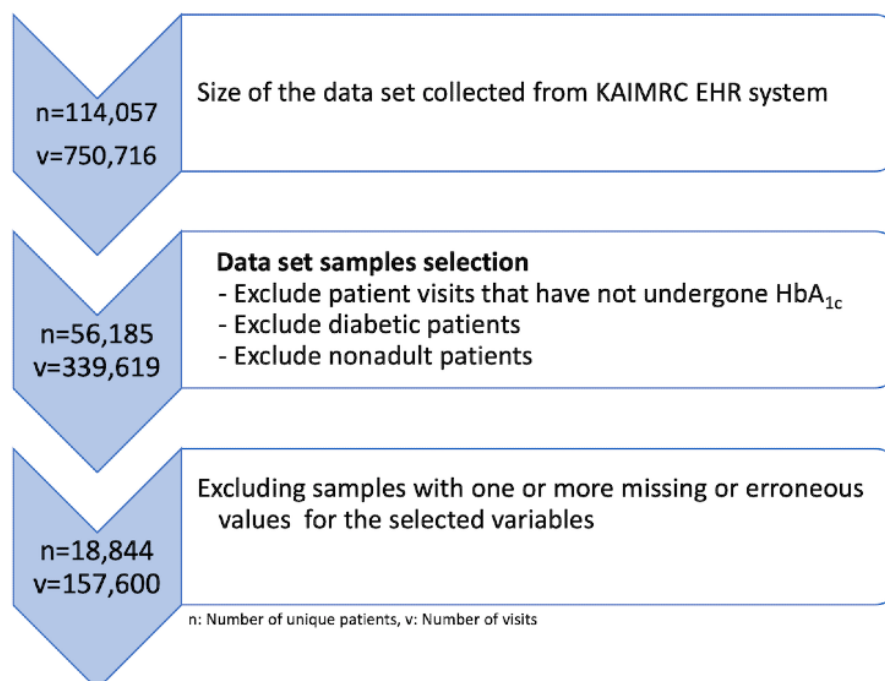 n=114,057
v=750,716
Size of the data set collected from KAIMRC EHR system
n=56,185
v=339,619
Data set samples selection
- Exclude patient visits that have not undergone HbA1c
- Exclude diabetic patients
- Exclude nonadult patients
n=18,844
v=157,600
Excluding samples with one or more missing or erroneous
values for the selected variables
n: Number of unique patients, v: Number of visits